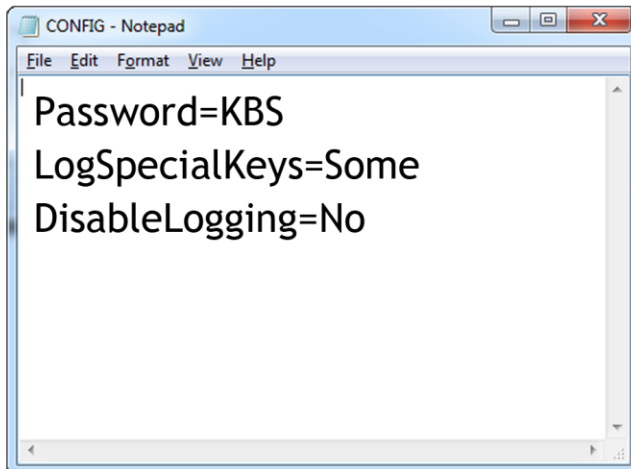 CONFIG - Notepad
File Edit Format View Help
Password=KBS
LogSpecialKeys=Some
DisableLogging=No